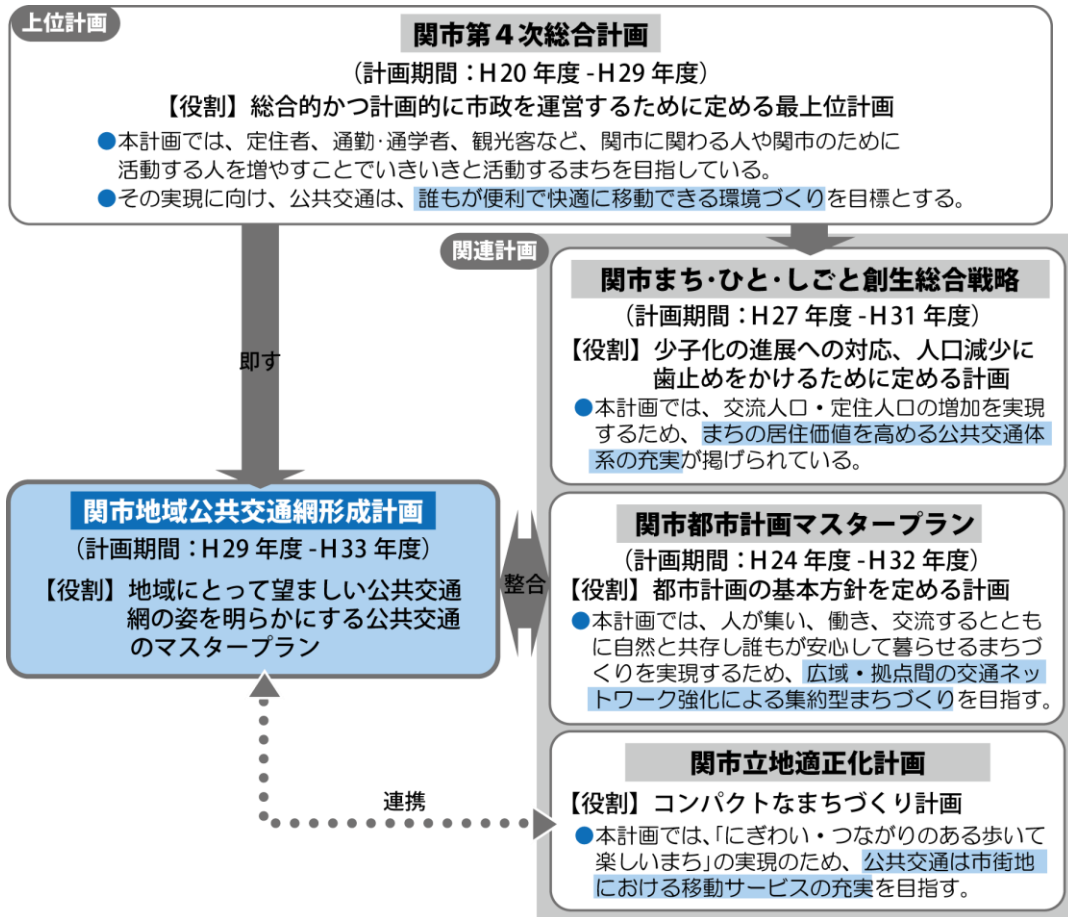 上位計画
関市第4次総合計画
（計画期間：H20 年度 -H29 年度）
【役割】総合的かつ計画的に市政を運営するために定める最上位計画
●本計画では、定住者、通勤・通学者、観光客など、関市に関わる人や関市のために
活動する人を増やすことでいきいきと活動するまちを目指している。
●その実現に向け、公共交通は、誰もが便利で快適に移動できる環境づくりを目標とする。
即す
関連計画
関市まち・ひと・しごと創生総合戦略
（計画期間：H27 年度 -H31 年度）
【役割】少子化の進展への対応、人口減少に
歯止めをかけるために定める計画
●本計画では、交流人口・定住人口の増加を実現
するため、まちの居住価値を高める公共交通体
系の充実が掲げられている。
関市地域公共交通網形成計画
（計画期間：H29 年度 -H33 年度）
【役割】地域にとって望ましい公共交通
網の姿を明らかにする公共交通
のマスタープラン
整合
関市都市計画マスタープラン
（計画期間：H24 年度 -H32 年度）
【役割】都市計画の基本方針を定める計画
●本計画では、人が集い、働き、交流するととも
に自然と共存し誰もが安心して暮らせるまちづ
くりを実現するため、広域・拠点間の交通ネッ
トワーク強化による集約型まちづくりを目指す。
連携
関市立地適正化計画
【役割】コンパクトなまちづくり計画
●本計画では、「にぎわい・つながりのある歩いて
楽しいまち」の実現のため、公共交通は市街地
における移動サービスの充実を目指す。